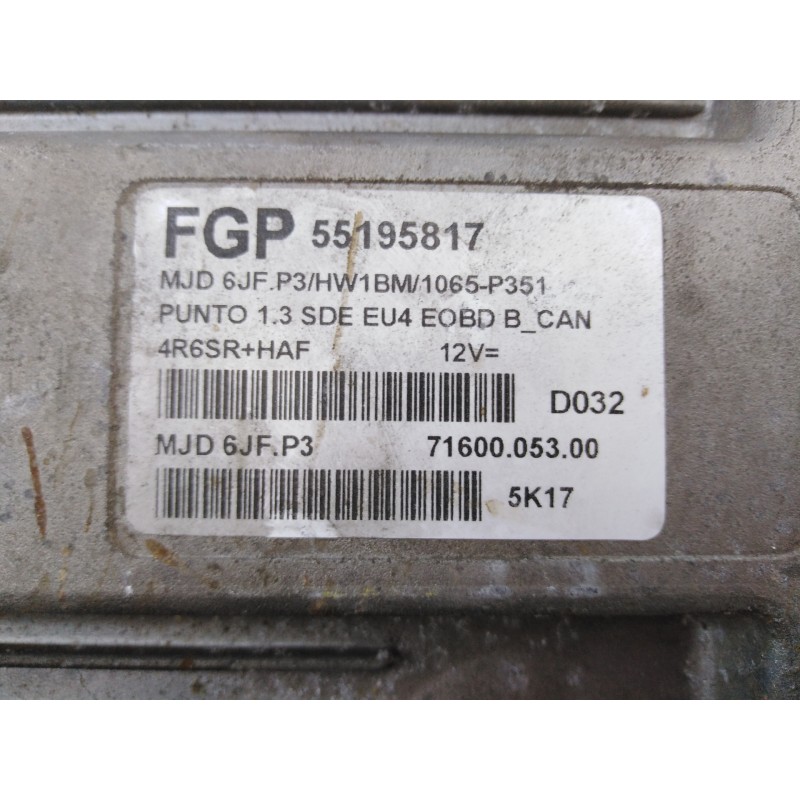 FGP 55195817
MJD 6JF.P3/HW1BM/1065-P351
PUNTO 1.3 SDE EU4 EOBD B_CAN
4R6SR+HAF 12V=
D032
MJD 6JF.P3 71600.053.00
5K17